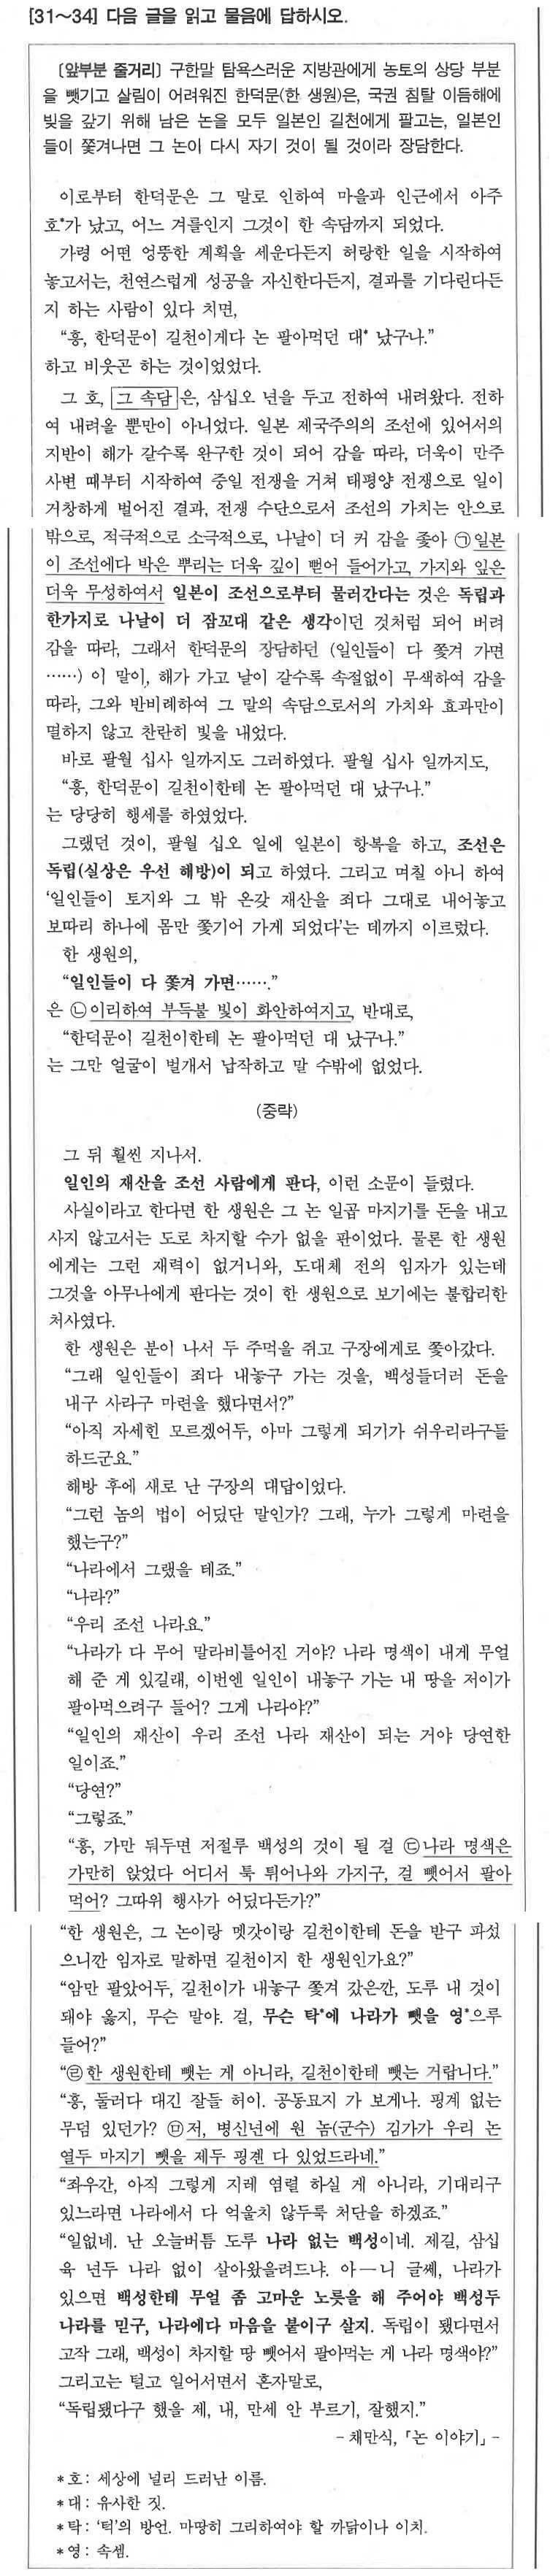 [31～34] 다음 글을 읽고 물음에 답하시오.
〔앞부분 줄거리〕 구한말 탐욕스러운 지방관에게 농토의 상당 부분
을 뺏기고 살림이 어려워진 한덕문(한 생원)은, 국권 침탈 이듬해에
빚을 갚기 위해 남은 논을 모두 일본인 길천에게 팔고는, 일본인
들이 쫓겨나면 그 논이 다시 자기 것이 될 것이라 장담한다.
이로부터 한덕문은 그 말로 인하여 마을과 인근에서 아주
호*가 났고, 어느 겨를인지 그것이 한 속담까지 되었다.
가령 어떤 엉뚱한 계획을 세운다든지 허랑한 일을 시작하여
놓고서는, 천연스럽게 성공을 자신한다든지, 결과를 기다린다든
지 하는 사람이 있다 치면,
“흥, 한덕문이 길천이게다 논 팔아먹던 대* 났구나.”
하고 비웃곤 하는 것이었었다.
그 호, 그 속담은, 삼십오 년을 두고 전하여 내려왔다. 전하
여 내려올 뿐만이 아니었다. 일본 제국주의의 조선에 있어서의
지반이 해가 갈수록 완구한 것이 되어 감을 따라, 더욱이 만주
사변 때부터 시작하여 중일 전쟁을 거쳐 태평양 전쟁으로 일이
거창하게 벌어진 결과, 전쟁 수단으로서 조선의 가치는 안으로
밖으로, 적극적으로 소극적으로, 나날이 더 커 감을 좇아 ㉠일본
이 조선에다 박은 뿌리는 더욱 깊이 뻗어 들어가고, 가지와 잎은
더욱 무성하여서 일본이 조선으로부터 물러간다는 것은 독립과
한가지로 나날이 더 잠꼬대 같은 생각이던 것처럼 되어 버려
감을 따라, 그래서 한덕문의 장담하던 (일인들이 다 쫓겨 가면
……) 이 말이, 해가 가고 날이 갈수록 속절없이 무색하여 감을
따라, 그와 반비례하여 그 말의 속담으로서의 가치와 효과만이
멸하지 않고 찬란히 빛을 내었다.
바로 팔월 십사 일까지도 그러하였다. 팔월 십사 일까지도,
“흥, 한덕문이 길천이한테 논 팔아먹던 대 났구나.”
는 당당히 행세를 하였었다.
그랬던 것이, 팔월 십오 일에 일본이 항복을 하고, 조선은
독립(실상은 우선 해방)이 되고 하였다. 그리고 며칠 아니 하여
‘일인들이 토지와 그 밖 온갖 재산을 죄다 그대로 내어놓고
보따리 하나에 몸만 쫓기어 가게 되었다’는 데까지 이르렀다.
한 생원의,
“일인들이 다 쫓겨 가면…….”
은 ㉡이리하여 부득불 빛이 화안하여지고, 반대로,
“한덕문이 길천이한테 논 팔아먹던 대 났구나.”
는 그만 얼굴이 벌개서 납작하고 말 수밖에 없었다.
(중략)
그 뒤 훨씬 지나서.
일인의 재산을 조선 사람에게 판다, 이런 소문이 들렸다.
사실이라고 한다면 한 생원은 그 논 일곱 마지기를 돈을 내고
사지 않고서는 도로 차지할 수가 없을 판이었다. 물론 한 생원
에게는 그런 재력이 없거니와, 도대체 전의 임자가 있는데
그것을 아무나에게 판다는 것이 한 생원으로 보기에는 불합리한
처사였다.
한 생원은 분이 나서 두 주먹을 쥐고 구장에게로 쫓아갔다.
“그래 일인들이 죄다 내놓구 가는 것을, 백성들더러 돈을
내구 사라구 마련을 했다면서?”
“아직 자세힌 모르겠어두, 아마 그렇게 되기가 쉬우리라구들
하드군요.”
해방 후에 새로 난 구장의 대답이었다.
“그런 놈의 법이 어딨단 말인가? 그래, 누가 그렇게 마련을
했는구?”
“나라에서 그랬을 테죠.”
“나라?”
“우리 조선 나라요.”
“나라가 다 무어 말라비틀어진 거야? 나라 명색이 내게 무얼
해 준 게 있길래, 이번엔 일인이 내놓구 가는 내 땅을 저이가
팔아먹으려구 들어? 그게 나라야?”
“일인의 재산이 우리 조선 나라 재산이 되는 거야 당연한
일이죠.”
“당연?”
“그렇죠.”
“흥, 가만 둬두면 저절루 백성의 것이 될 걸 ㉢나라 명색은
가만히 앉었다 어디서 툭 튀어나와 가지구, 걸 뺏어서 팔아
먹어? 그따위 행사가 어딨다든가?”
“한 생원은, 그 논이랑 멧갓이랑 길천이한테 돈을 받구 파셨
으니깐 임자로 말하면 길천이지 한 생원인가요?”
“암만 팔았어두, 길천이가 내놓구 쫓겨 갔은깐, 도루 내 것이
돼야 옳지, 무슨 말야. 걸, 무슨 탁*에 나라가 뺏을 영*으루
들어?”
“㉣한 생원한테 뺏는 게 아니라, 길천이한테 뺏는 거랍니다.”
“흥, 둘러다 대긴 잘들 허이. 공동묘지 가 보게나. 핑계 없는
무덤 있던가? ㉤저, 병신년에 원 놈(군수) 김가가 우리 논
열두 마지기 뺏을 제두 핑곈 다 있었드라네.”
“좌우간, 아직 그렇게 지레 염렬 하실 게 아니라, 기대리구
있느라면 나라에서 다 억울치 않두룩 처단을 하겠죠.”
“일없네. 난 오늘버틈 도루 나라 없는 백성이네. 제길, 삼십
육 년두 나라 없이 살아왔을려드냐. 아－니 글쎄, 나라가
있으면 백성한테 무얼 좀 고마운 노릇을 해 주어야 백성두
나라를 믿구, 나라에다 마음을 붙이구 살지. 독립이 됐다면서
고작 그래, 백성이 차지할 땅 뺏어서 팔아먹는 게 나라 명색야?”
그리고는 털고 일어서면서 혼자말로,
“독립됐다구 했을 제, 내, 만세 안 부르기, 잘했지.”
- 채만식, 「논 이야기」 -
*호: 세상에 널리 드러난 이름.
*대: 유사한 짓.
*탁: ‘턱’의 방언. 마땅히 그리하여야 할 까닭이나 이치.
*영: 속셈.